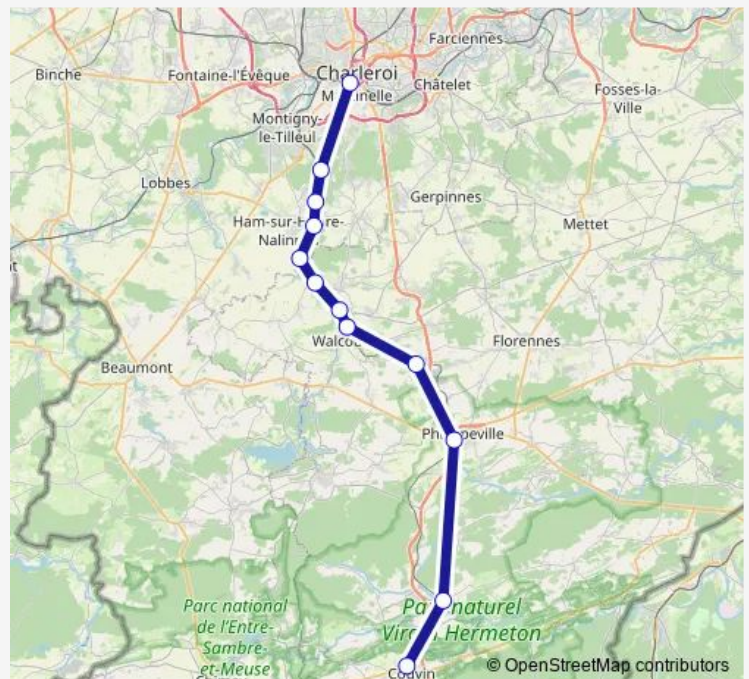 Farciennes
Binche
Fontaine-l'Évêque
Charleroi
Châtelet
Fosses-la-
Ville
Montigny-
le-Tilleul
Lobbes
Gerpinnes
Mettet
Beaumont
Florennes
Parc national
de l'Entre-
Sambre-
et-Meuse
© OpenStreetMap contributors